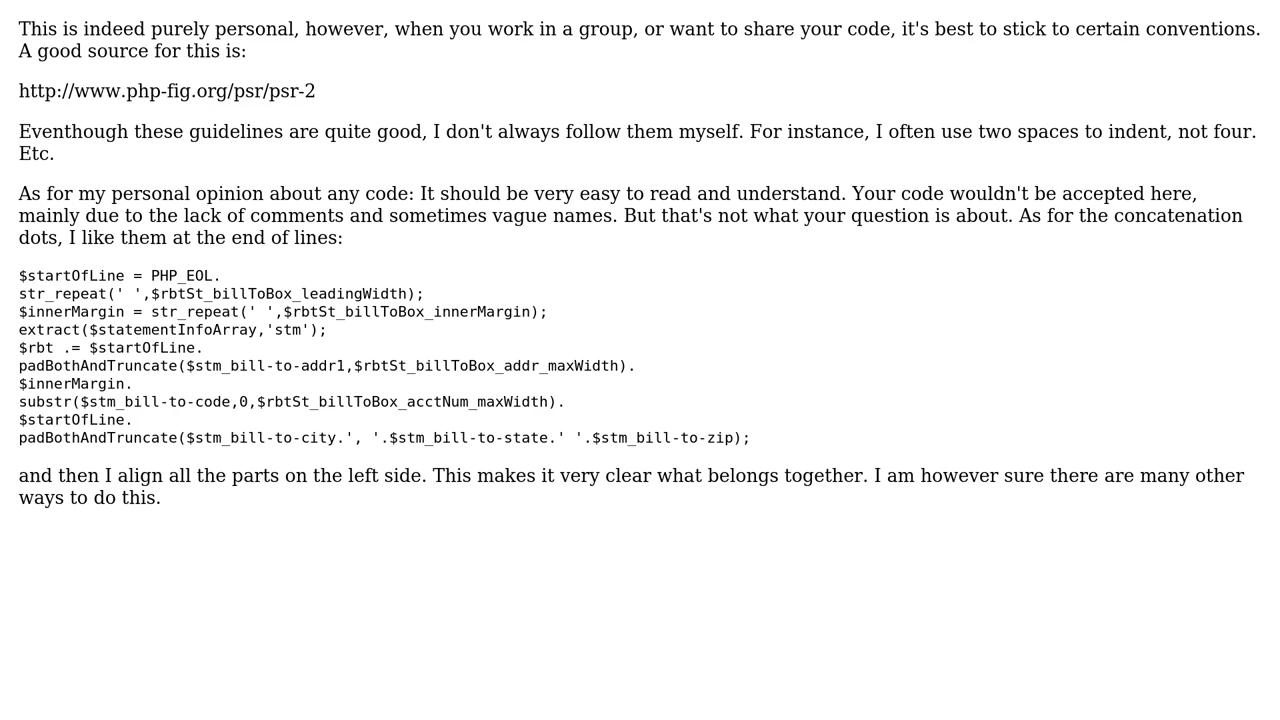 This is indeed purely personal, however, when you work in a group, or want to share your code, it's best to stick to certain conventions.
A good source for this is:
http://www.php-fig.org/psr/psr-2
Eventhough these guidelines are quite good, I don't always follow them myself. For instance, I often use two spaces to indent, not four.
Etc.
As for my personal opinion about any code: It should be very easy to read and understand. Your code wouldn't be accepted here,
mainly due to the lack of comments and sometimes vague names. But that's not what your question is about. As for the concatenation
dots, I like them at the end of lines:
$startOfLine = PHP_EOL.
str_repeat(' ',$rbtSt_billToBox_leadingWidth);
$innerMargin = str_repeat(' ',$rbtSt_billToBox_innerMargin);
extract($statementInfoArray,'stm');
$rbt .= $startOfLine.
padBothAndTruncate($stm_bill-to-addr1,$rbtSt_billToBox_addr_maxWidth).
$innerMargin.
substr($stm_bill-to-code,0,$rbtSt_billToBox_acctNum_maxWidth).
$startOfLine.
padBothAndTruncate($stm_bill-to-city.', '.$stm_bill-to-state.' '.$stm_bill-to-zip);
and then I align all the parts on the left side. This makes it very clear what belongs together. I am however sure there are many other
ways to do this.